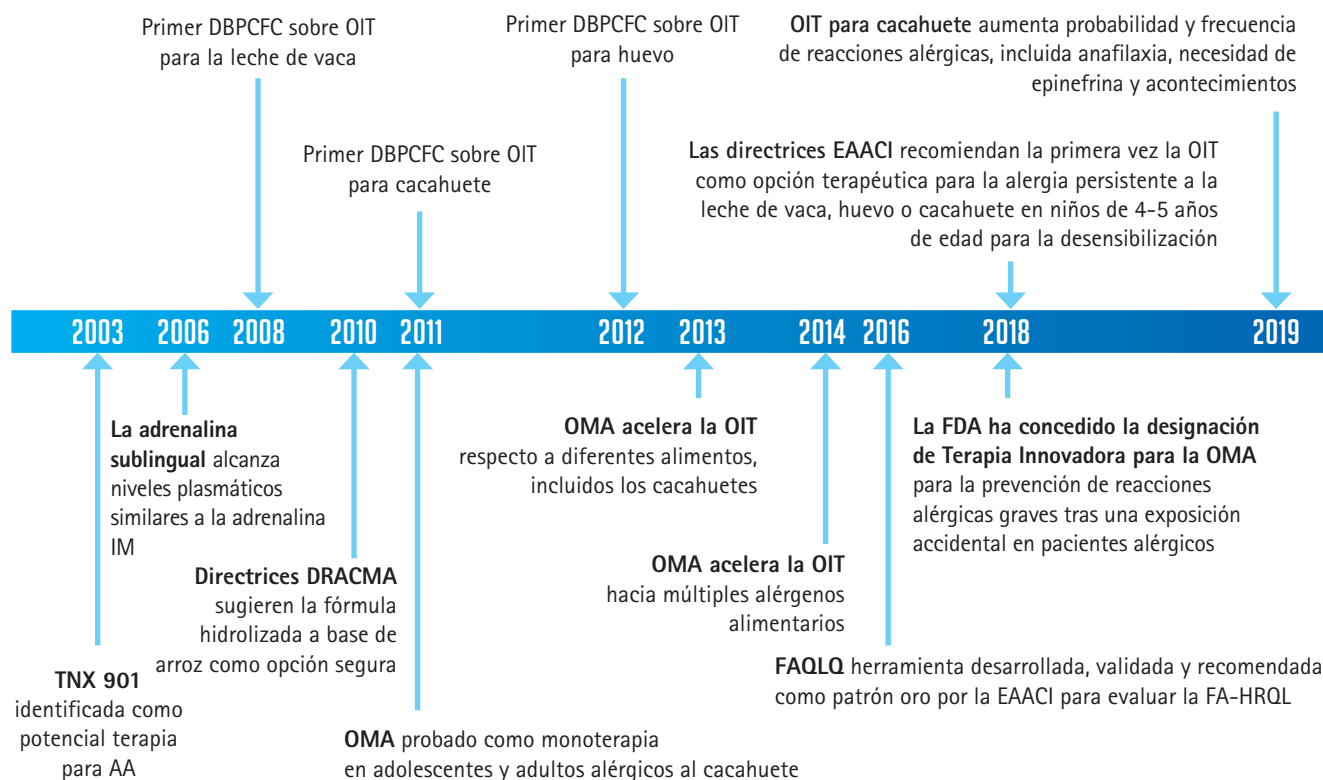 Primer DBPCFC sobre OIT
para la leche de vaca
Primer DBPCFC sobre OIT
para cacahuete
Primer DBPCFC sobre OIT
para huevo
OIT para cacahuete aumenta probabilidad y frecuencia
de reacciones alérgicas, incluida anafilaxia, necesidad de
epinefrina y acontecimientos
Las directrices EAACI recomiendan la primera vez la OIT
como opción terapéutica para la alergia persistente a la
leche de vaca, huevo o cacahuete en niños de 4-5 años
de edad para la desensibilización
2003 2006 2008 2010 2011 2012 2013 2014 2016 2018 2019
TNX 901
identificada como
potencial terapia
para AA
La adrenalina
sublingual alcanza
niveles plasmáticos
similares a la adrenalina
IM
Directrices DRACMA
sugieren la fórmula
hidrolizada a base de
arroz como opción segura
OMA probado como monoterapia
en adolescentes y adultos alérgicos al cacahuete
OMA acelera la OIT
respecto a diferentes alimentos,
incluidos los cacahuetes
OMA acelera la OIT
hacia múltiples alérgenos
alimentarios
FAQLQ herramienta desarrollada, validada y recomendada
como patrón oro por la EAACI para evaluar la FA-HRQL
La FDA ha concedido la designación
de Terapia Innovadora para la OMA
para la prevención de reacciones
alérgicas graves tras una exposición
accidental en pacientes alérgicos